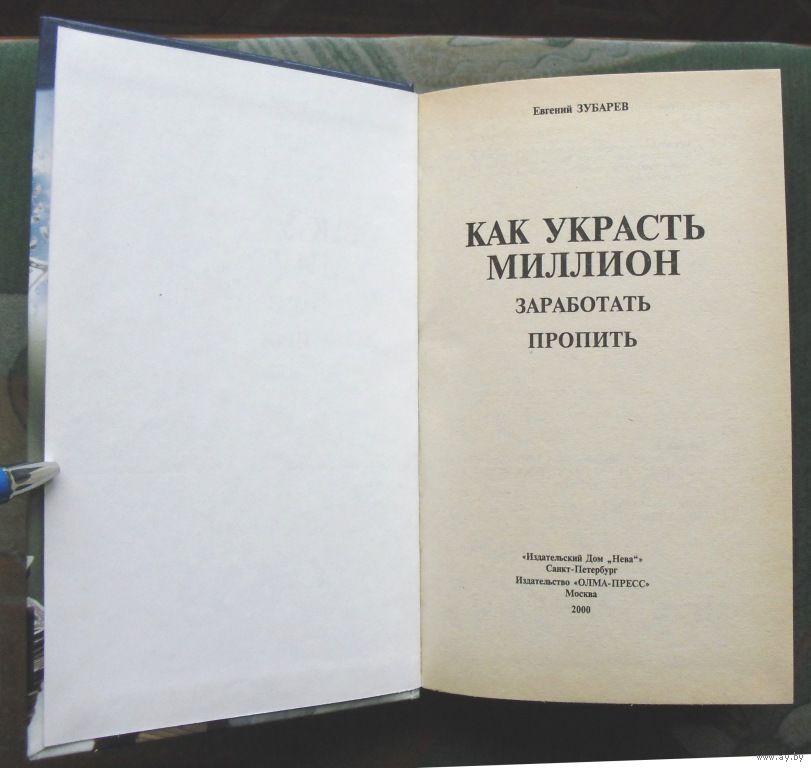 Евгений ЗУБАРЕВ
КАК УКРАСТЬ
МИЛЛИОН
ЗАРАБОТАТЬ
ПРОПИТЬ
«Издательский Дом „Нева“»
Санкт-Петербург
Издательство «ОЛМА-ПРЕСС»
Москва
2000
www.ay.by